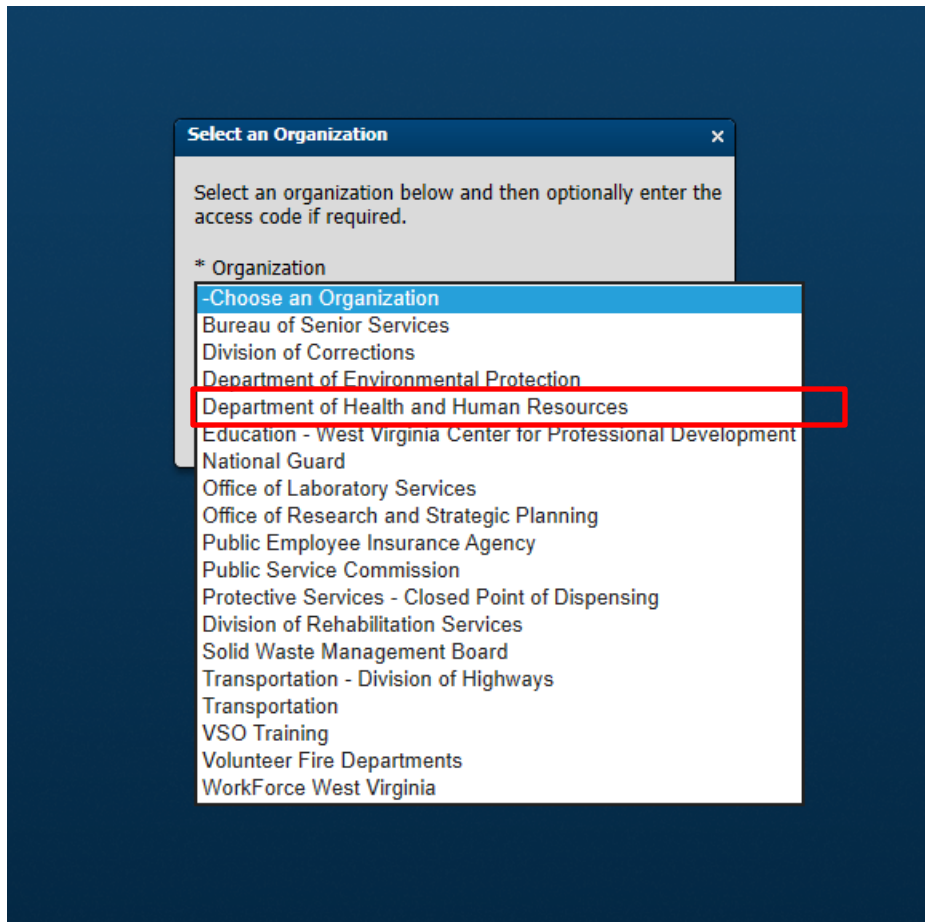 Select an Organization x
Select an organization below and then optionally enter the
access code if required.
* Organization
-Choose an Organization
Bureau of Senior Services
Division of Corrections
Department of Environmental Protection
Department of Health and Human Resources
Education - West Virginia Center for Professional Development
National Guard
Office of Laboratory Services
Office of Research and Strategic Planning
Public Employee Insurance Agency
Public Service Commission
Protective Services - Closed Point of Dispensing
Division of Rehabilitation Services
Solid Waste Management Board
Transportation - Division of Highways
Transportation
VSO Training
Volunteer Fire Departments
WorkForce West Virginia